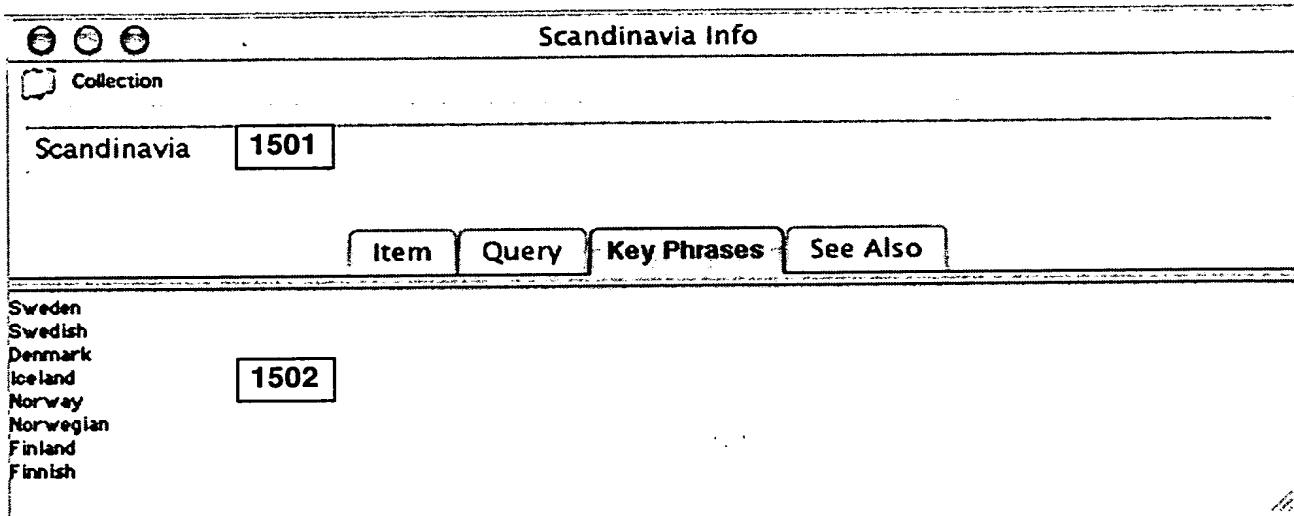 Scandinavia Info
Collection
Scandinavia 1501
Item Query Key Phrases See Also
Sweden
Swedish
Denmark
Iceland 1502
Norway
Norwegian
Finland
Finnish